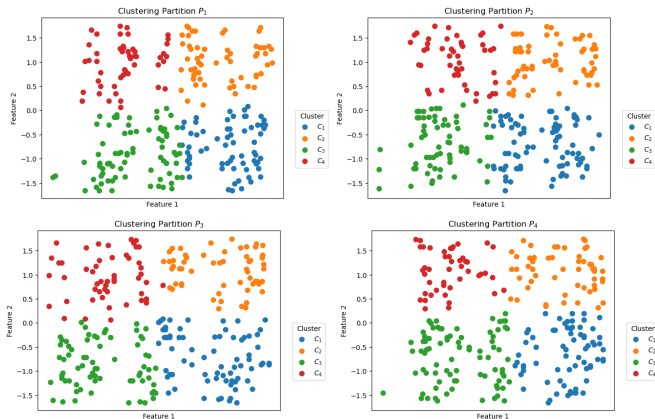 Clustering Partition P₁
Feature 2
1.5
1.0
0.5
0.0
−0.5
−1.0
−1.5
Feature 1
Cluster
C₁
C₂
C₃
C₄
Clustering Partition P₂
Feature 2
1.5
1.0
0.5
0.0
−0.5
−1.0
−1.5
Feature 1
Cluster
C₁
C₂
C₃
C₄
Clustering Partition P₃
Feature 2
1.5
1.0
0.5
0.0
−0.5
−1.0
−1.5
Feature 1
Cluster
C₁
C₂
C₃
C₄
Clustering Partition P₄
Feature 2
1.5
1.0
0.5
0.0
−0.5
−1.0
−1.5
Feature 1
Cluster
C₁
C₂
C₃
C₄